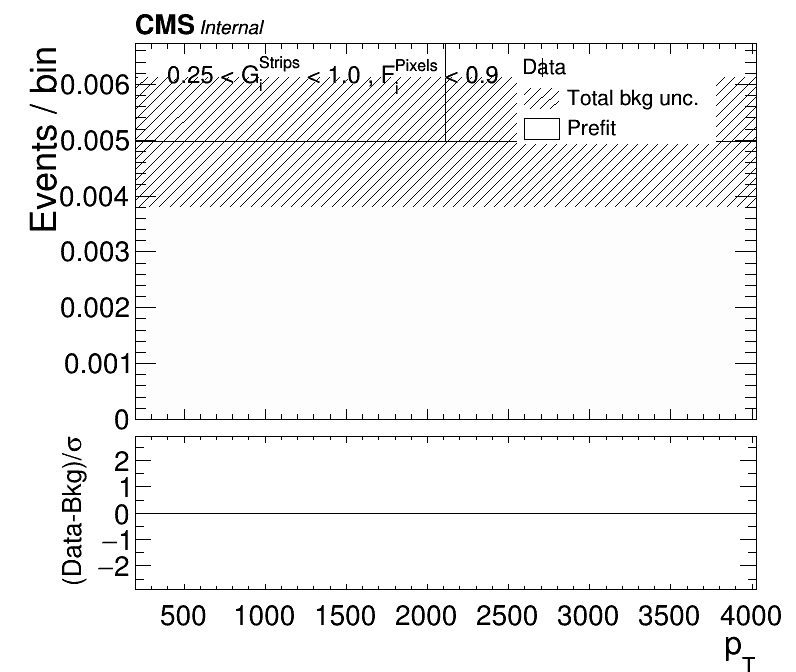 CMS Internal
Events / bin
0.25 < G_i^Strips < 1.0 , F_i^Pixels < 0.9
Data
Total bkg unc.
Prefit
0.006
0.005
0.004
0.003
0.002
0.001
0
(Data-Bkg)/σ
2
1
0
−1
−2
500 1000 1500 2000 2500 3000 3500 4000
p_T